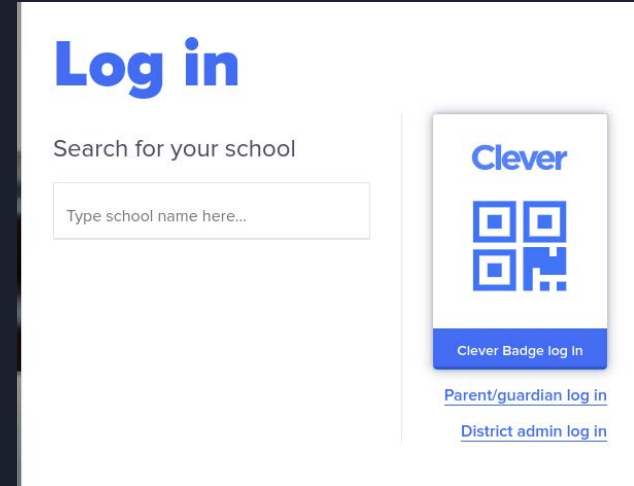 Log in
Search for your school
Type school name here...
Clever
Clever Badge log In
Parent/guardian log in
District admin log in